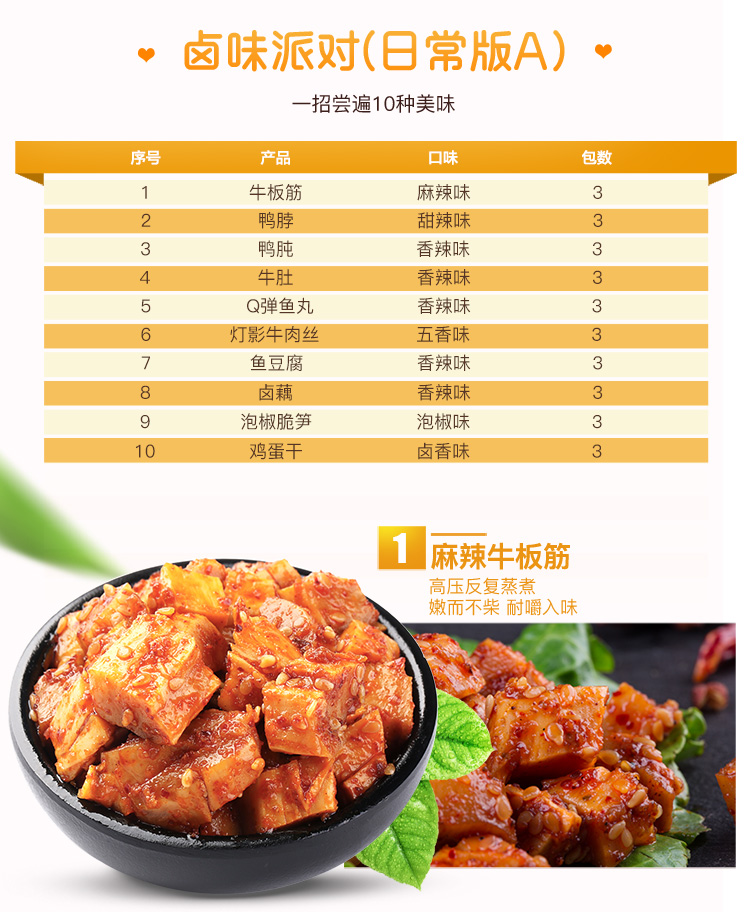 卤味派对(日常版A)
一招尝遍10种美味
序号 产品 口味 包数
1 牛板筋 麻辣味 3
2 鸭脖 甜辣味 3
3 鸭肫 香辣味 3
4 牛肚 香辣味 3
5 Q弹鱼丸 香辣味 3
6 灯影牛肉丝 五香味 3
7 鱼豆腐 香辣味 3
8 卤藕 香辣味 3
9 泡椒脆笋 泡椒味 3
10 鸡蛋干 卤香味 3
1 麻辣牛板筋
高压反复蒸煮
嫩而不柴 耐嚼入味